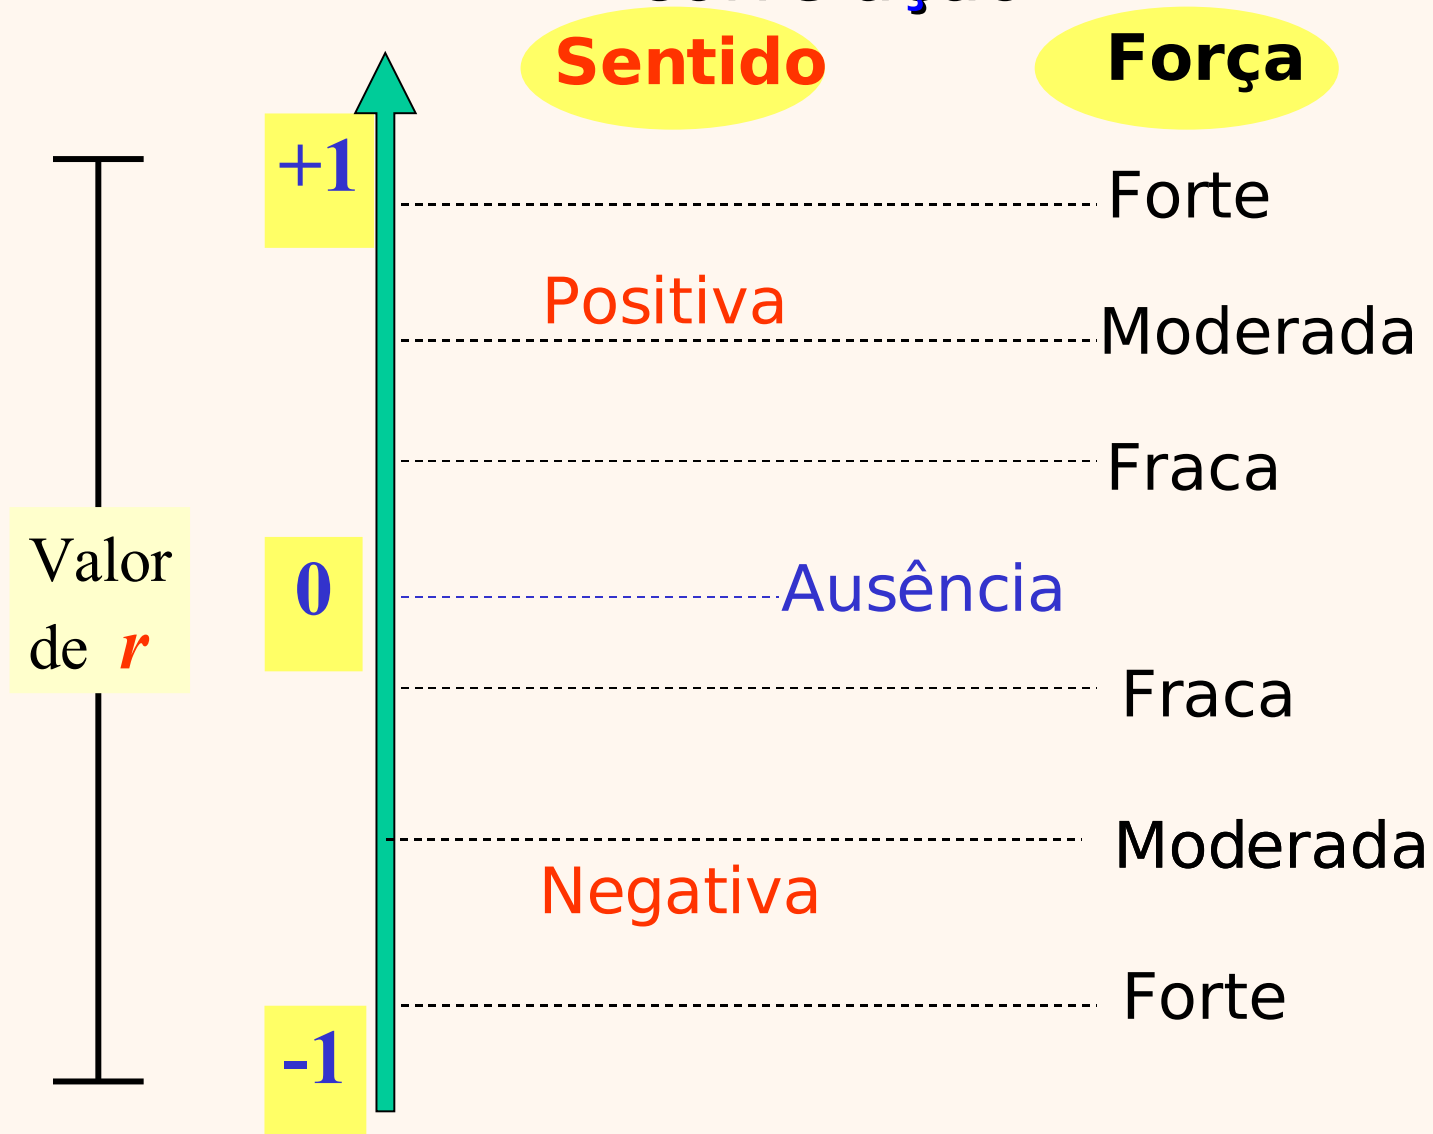 Sentido
Força
+1
Forte
Positiva
Moderada
Fraca
Valor
de r
0
Ausência
Fraca
Moderada
Negativa
Forte
-1